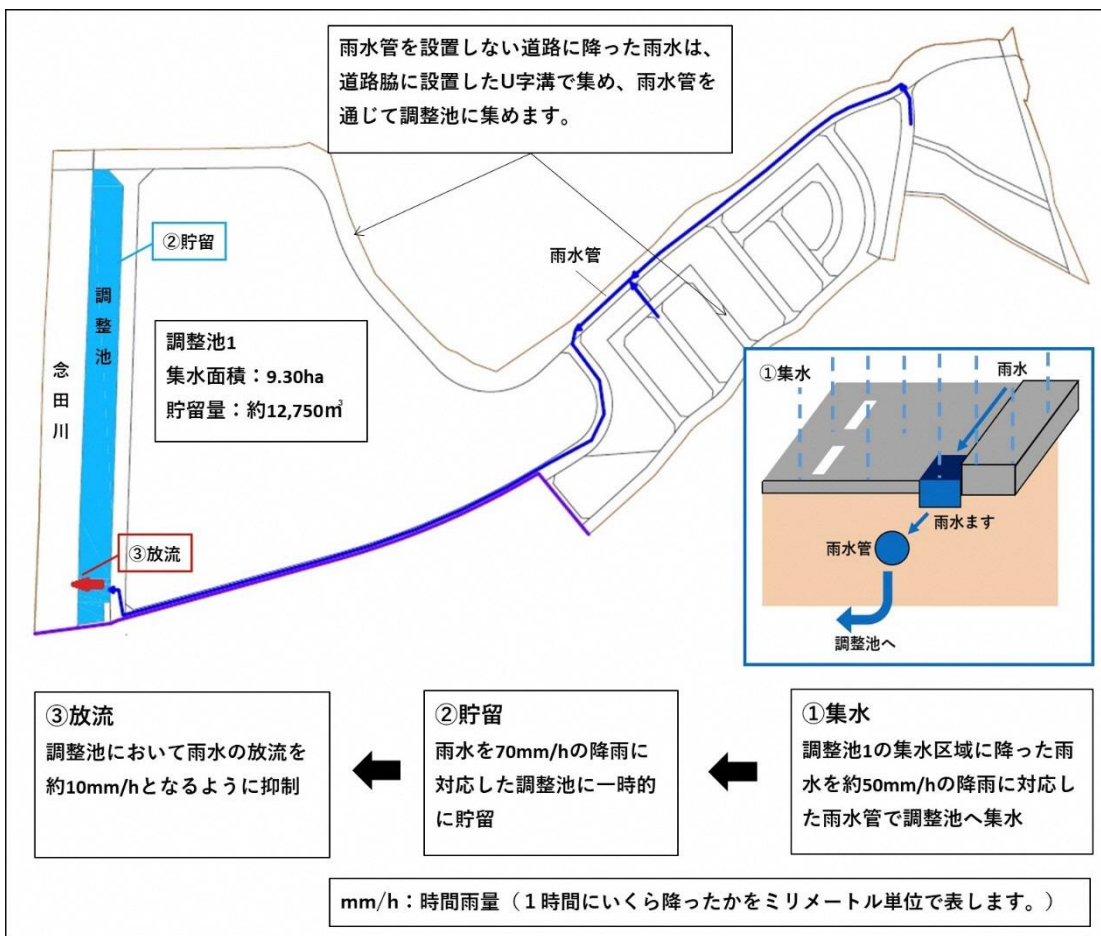 雨水管を設置しない道路に降った雨水は、
道路脇に設置したU字溝で集め、雨水管を
通じて調整池に集めます。
②貯留
雨水管
調整池
念田川
調整池1
集水面積：9.30ha
貯留量：約12,750㎥
③放流
①集水
雨水
雨水ます
雨水管
調整池へ
③放流
調整池において雨水の放流を
約10mm/hとなるように抑制
②貯留
雨水を70mm/hの降雨に
対応した調整池に一時的
に貯留
①集水
調整池1の集水区域に降った雨
水を約50mm/hの降雨に対応し
た雨水管で調整池へ集水
mm/h：時間雨量（１時間にいくら降ったかをミリメートル単位で表します。）